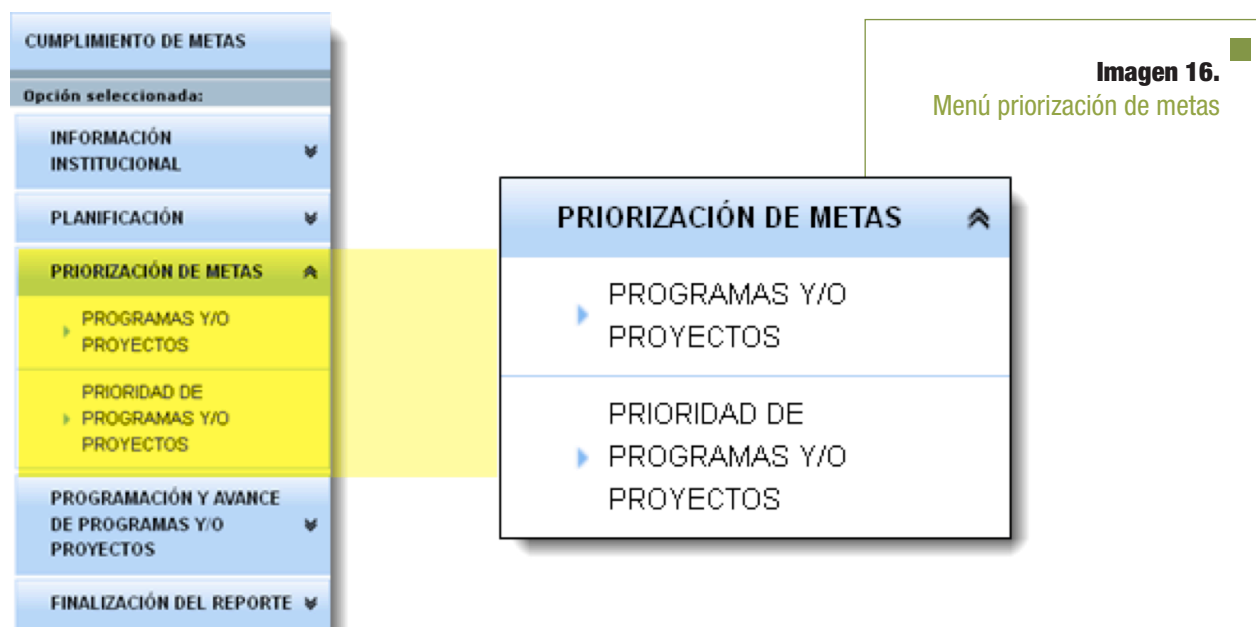 CUMPLIMIENTO DE METAS
Opción seleccionada:
INFORMACIÓN
INSTITUCIONAL
PLANIFICACIÓN
PRIORIZACIÓN DE METAS
PROGRAMAS Y/O
PROYECTOS
PRIORIDAD DE
PROGRAMAS Y/O
PROYECTOS
PROGRAMACIÓN Y AVANCE
DE PROGRAMAS Y/O
PROYECTOS
FINALIZACIÓN DEL REPORTE
Imagen 16.
Menú priorización de metas
PRIORIZACIÓN DE METAS
PROGRAMAS Y/O
PROYECTOS
PRIORIDAD DE
PROGRAMAS Y/O
PROYECTOS